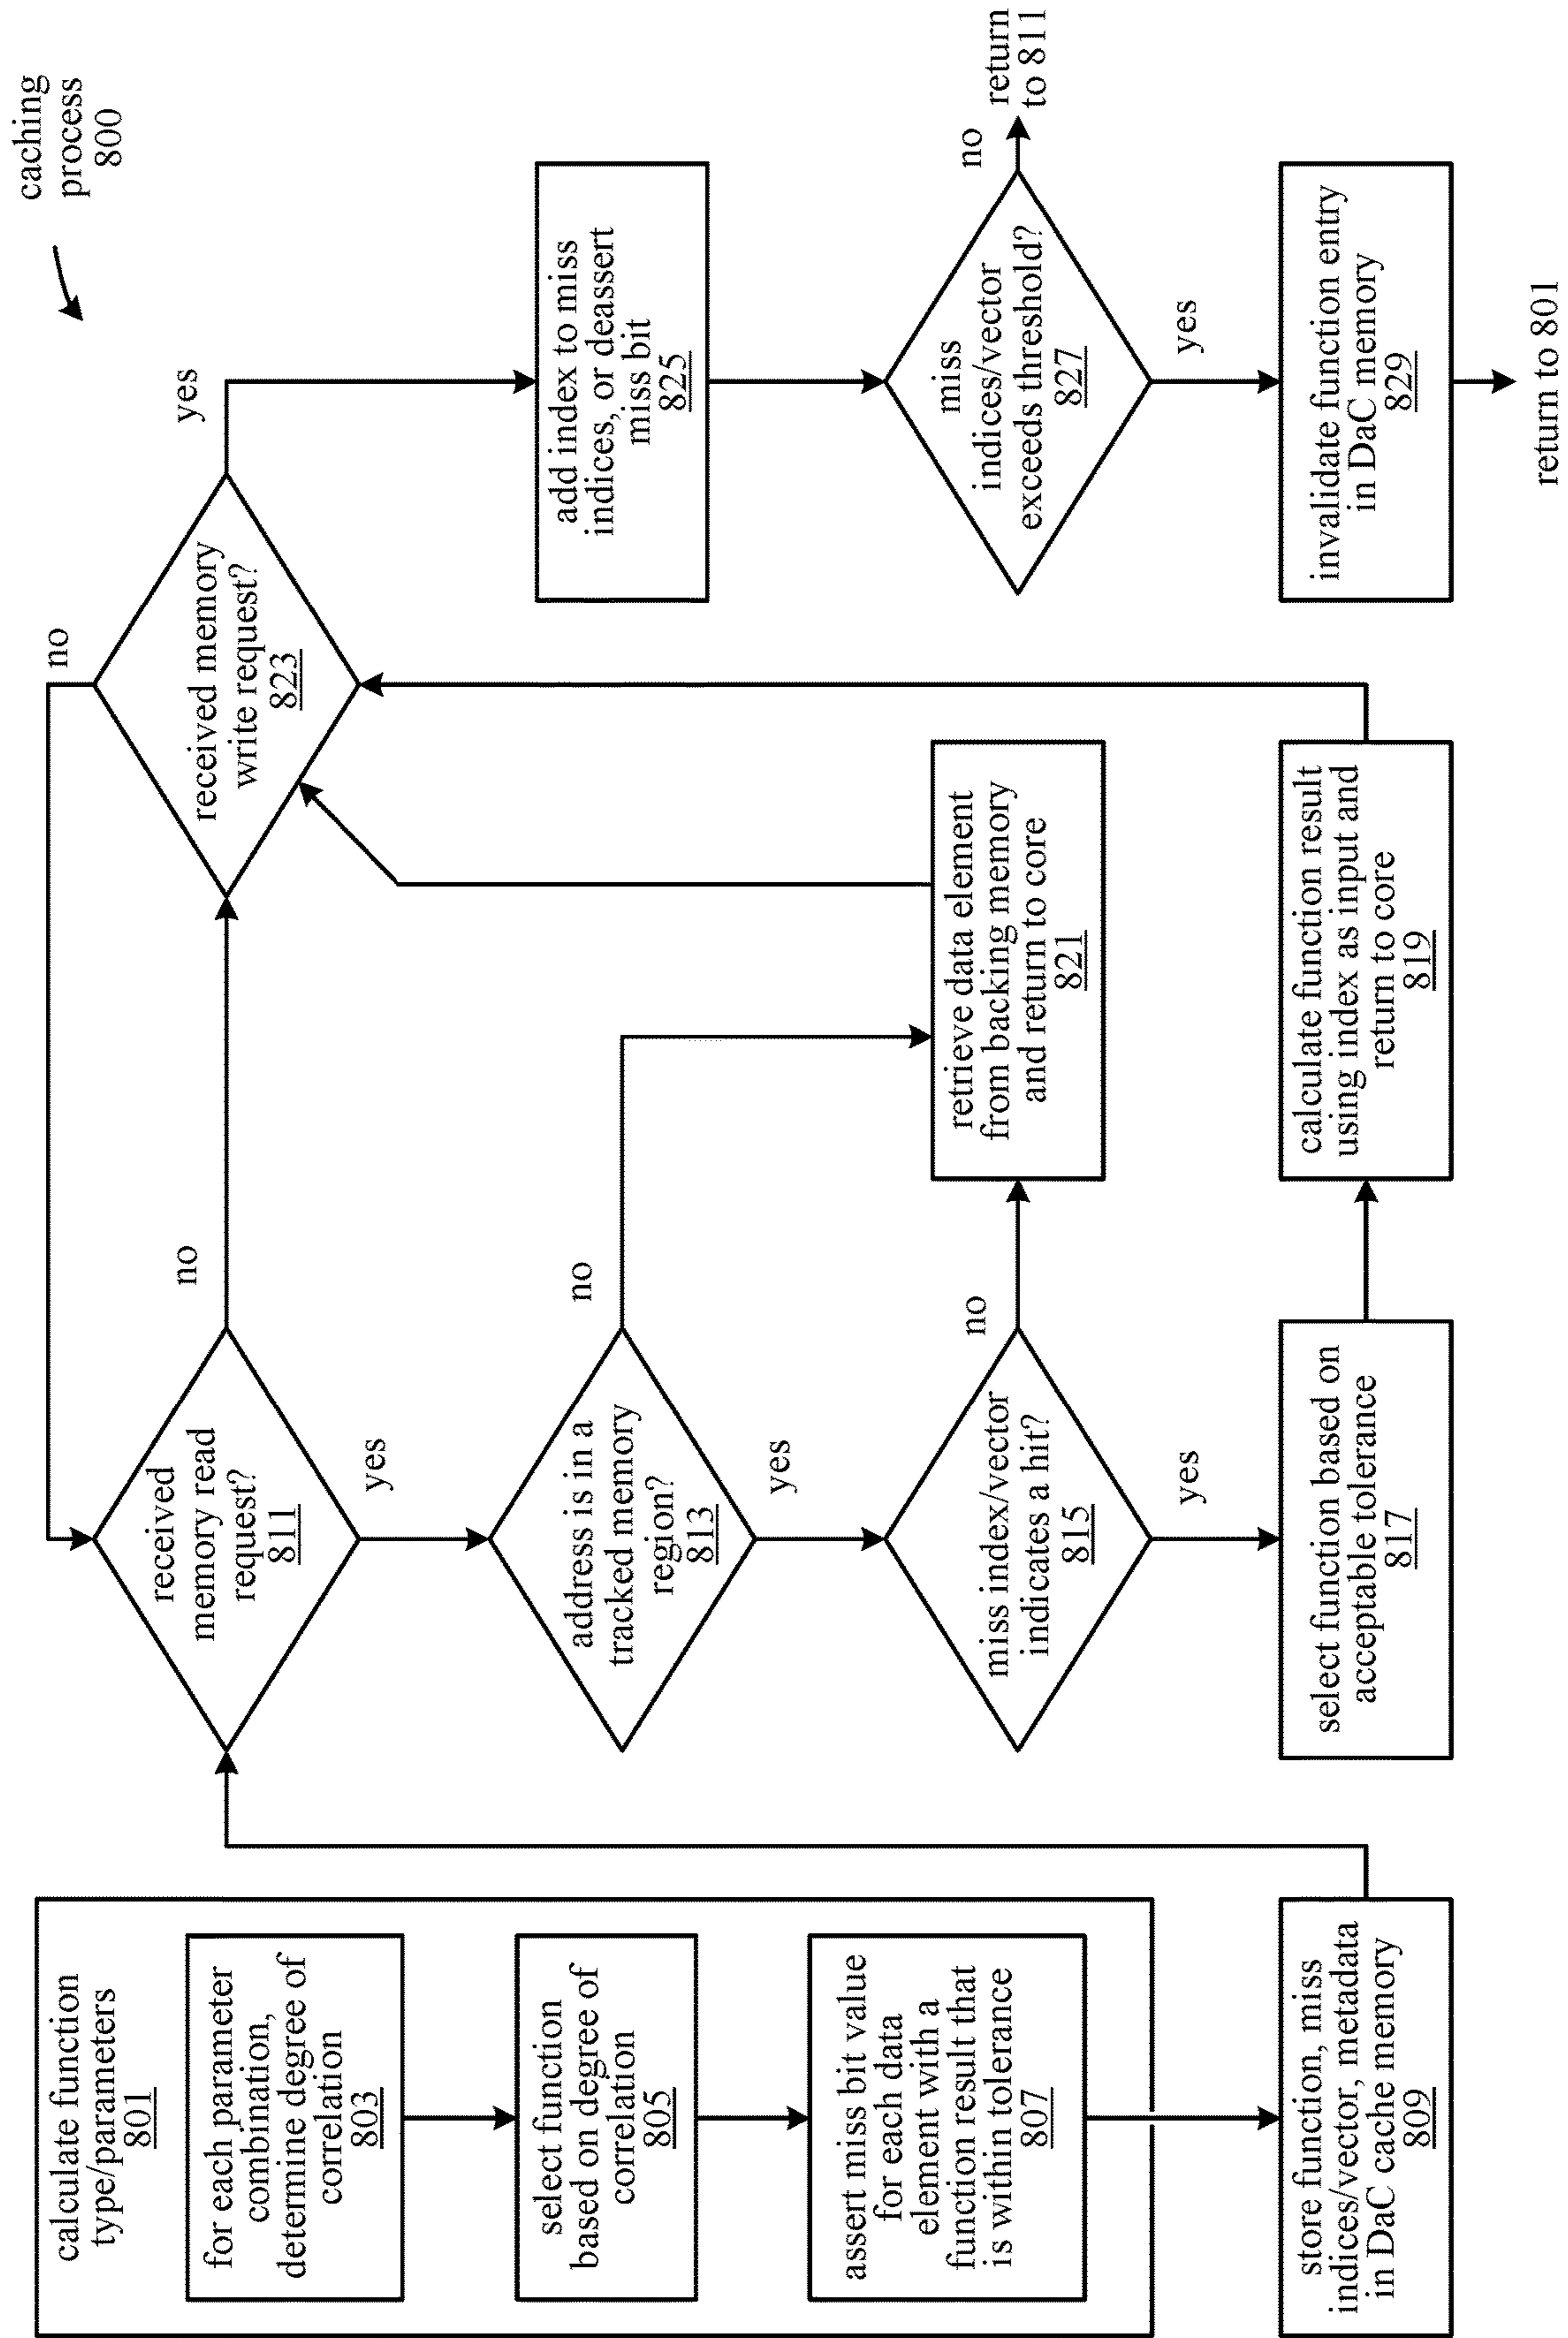 caching
process
800
calculate function
type/parameters
801
for each parameter
combination,
determine degree of
correlation
803
select function
based on degree of
correlation
805
assert miss bit value
for each data
element with a
function result that
is within tolerance
807
store function, miss
indices/vector, metadata
in DaC cache memory
809
received
memory read
request?
811
no
yes
address is in a
tracked memory
region?
813
no
yes
miss index/vector
indicates a hit?
815
no
yes
select function based on
acceptable tolerance
817
calculate function result
using index as input and
return to core
819
retrieve data element
from backing memory
and return to core
821
received memory
write request?
823
no
yes
add index to miss
indices, or deassert
miss bit
825
miss
indices/vector
exceeds threshold?
827
no
return
to 811
yes
invalidate function entry
in DaC memory
829
return to 801